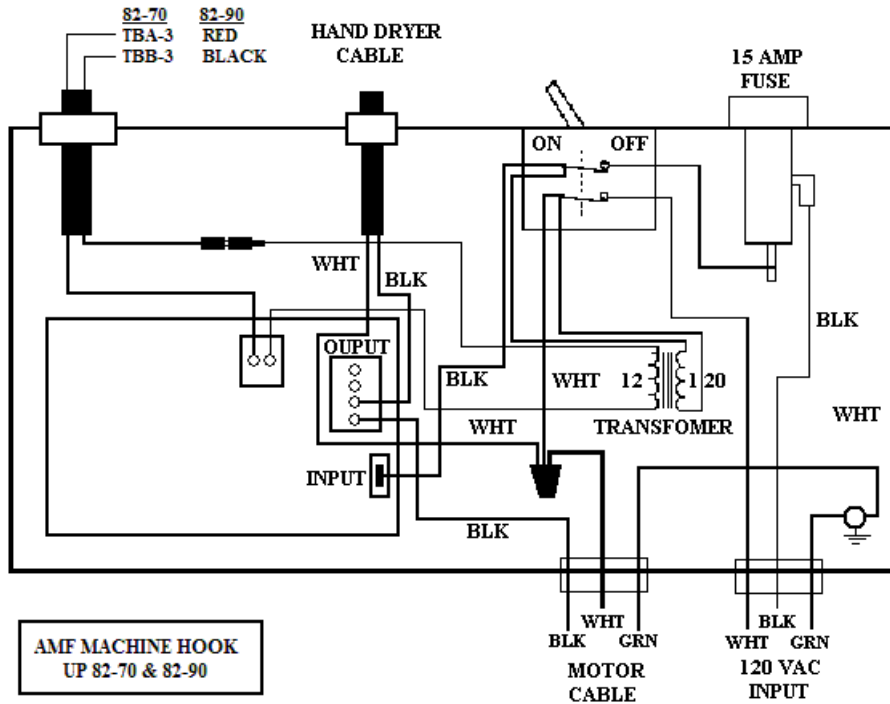 82-70 82-90
TBA-3 RED
TBB-3 BLACK
HAND DRYER
CABLE
15 AMP
FUSE
ON OFF
WHT
BLK
BLK
OUPUT
BLK
WHT
12
1 20
WHT
WHT
TRANSFOMER
INPUT
BLK
WHT
BLK GRN
BLK
WHT GRN
MOTOR
CABLE
120 VAC
INPUT
AMF MACHINE HOOK
UP 82-70 & 82-90